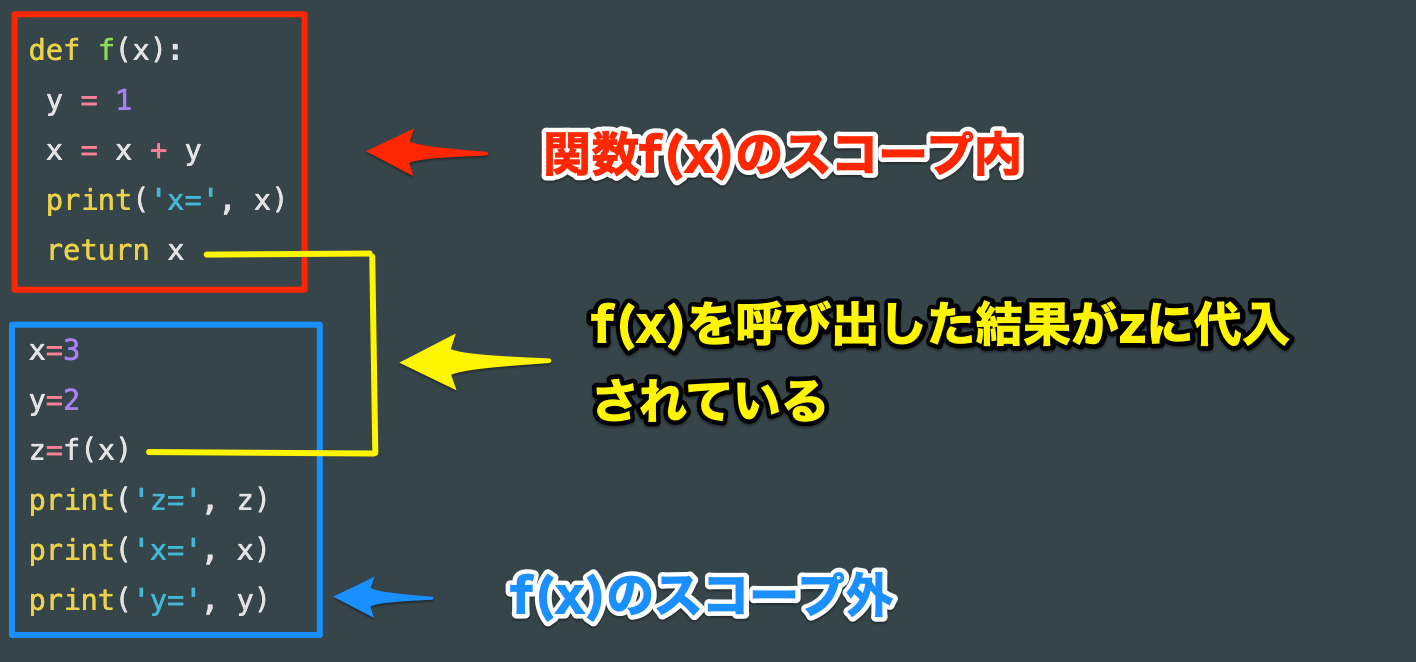 def f(x):
y = 1
x = x + y
print('x=', x)
return x
関数f(x)のスコープ内
f(x)を呼び出した結果がzに代入
されている
x=3
y=2
z=f(x)
print('z=', z)
print('x=', x)
print('y=', y)
f(x)のスコープ外